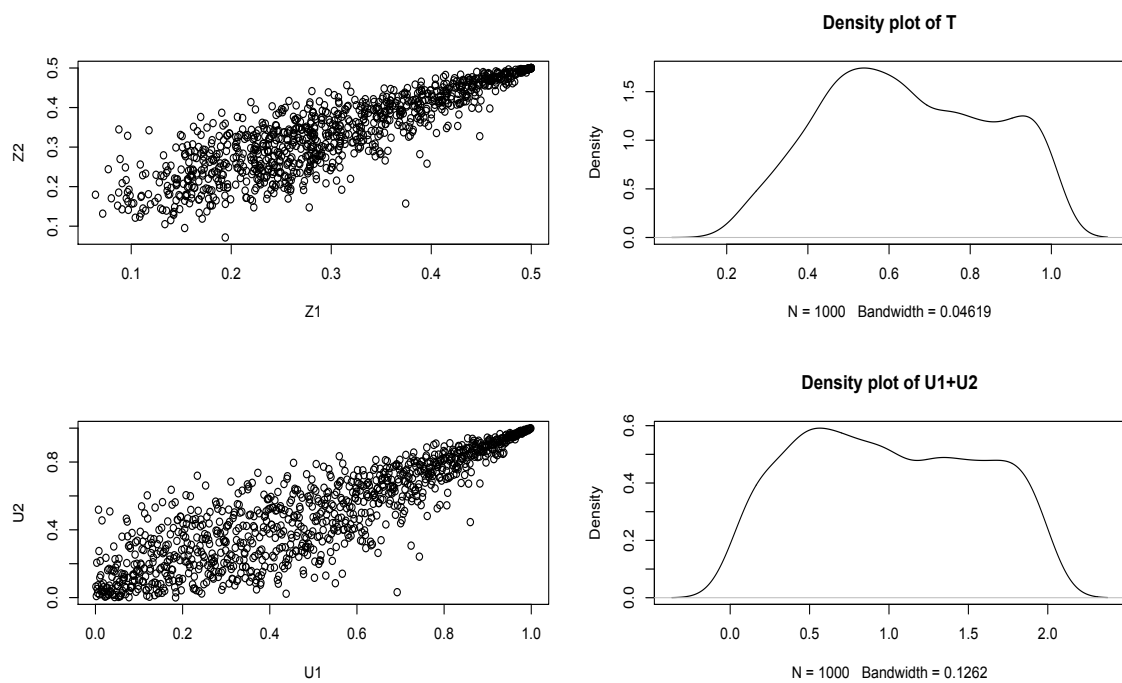 Z2
0.1 0.2 0.3 0.4 0.5
0.1 0.2 0.3 0.4 0.5
Z1
Density plot of T
Density
0.0 0.5 1.0 1.5
0.2 0.4 0.6 0.8 1.0
N = 1000 Bandwidth = 0.04619
U2
0.0 0.4 0.8
0.0 0.2 0.4 0.6 0.8 1.0
U1
Density plot of U1+U2
Density
0.0 0.2 0.4 0.6
0.0 0.5 1.0 1.5 2.0
N = 1000 Bandwidth = 0.1262